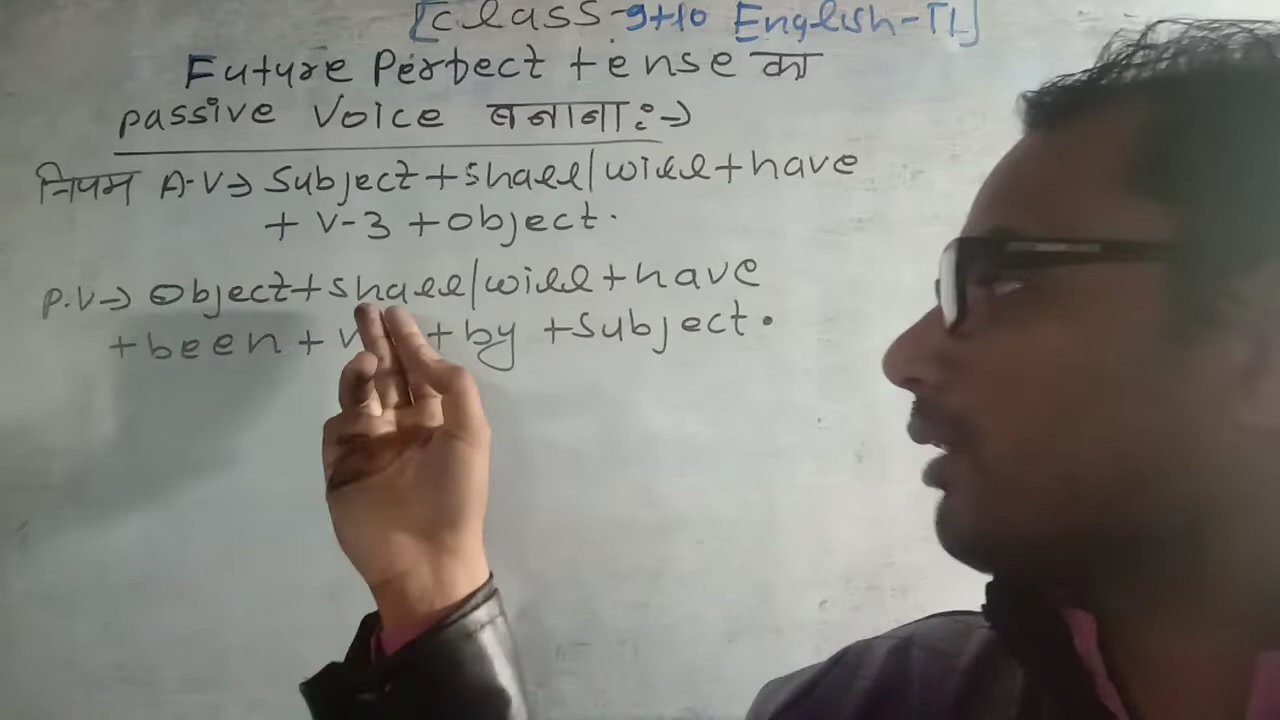 [Class-9+10 English-T1]
Future Perfect tense का
passive Voice बनाना:->
नियम A.V-> Subject+shall/will+have
+ V-3 +object.
P.V-> Object+shall/will+have
+been+V +by +subject.